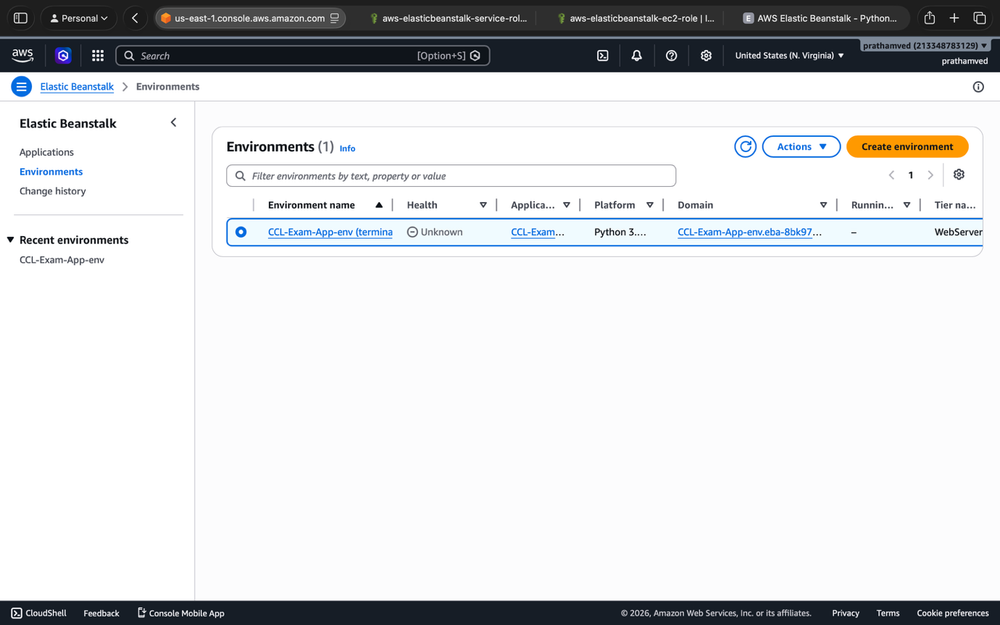 Personal
us-east-1.console.aws.amazon.com
aws-elasticbeanstalk-service-rol...
aws-elasticbeanstalk-ec2-role | I...
E AWS Elastic Beanstalk - Python...
aws
Search
[Option+S]
United States (N. Virginia)
prathamved (213348783129)
prathamved
Elastic Beanstalk
Environments
Elastic Beanstalk
Applications
Environments
Change history
Recent environments
CCL-Exam-App-env
Environments (1) Info
Actions
Create environment
Filter environments by text, property or value
1
Environment name
Health
Applica...
Platform
Domain
Runnin...
Tier na...
CCL-Exam-App-env (termina
Unknown
CCL-Exam...
Python 3....
CCL-Exam-App-env.eba-8bk97...
–
WebServer
CloudShell
Feedback
Console Mobile App
© 2026, Amazon Web Services, Inc. or its affiliates.
Privacy
Terms
Cookie preferences